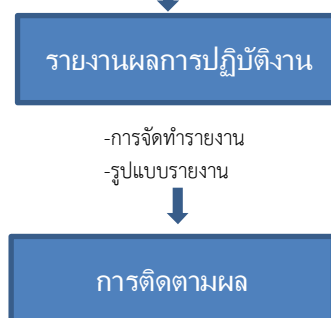 รายงานผลการปฏิบัติงาน
-การจัดทำรายงาน
-รูปแบบรายงาน
การติดตามผล